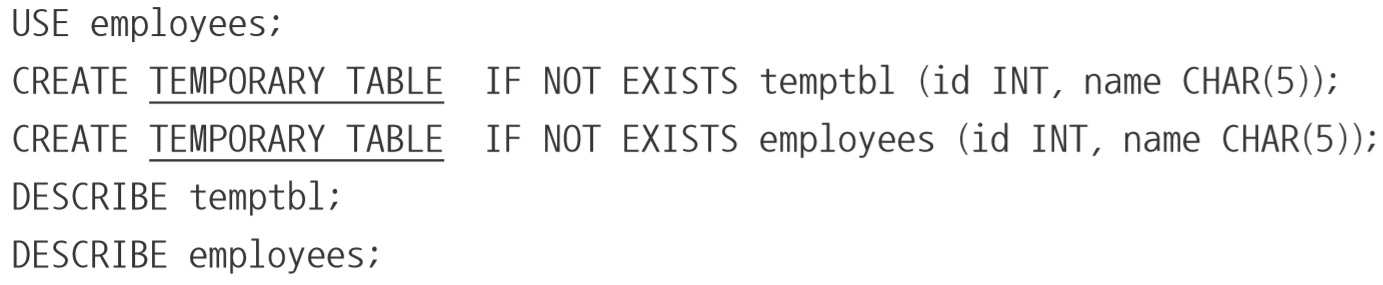 USE employees;
CREATE TEMPORARY TABLE  IF NOT EXISTS temptbl (id INT, name CHAR(5));
CREATE TEMPORARY TABLE  IF NOT EXISTS employees (id INT, name CHAR(5));
DESCRIBE temptbl;
DESCRIBE employees;